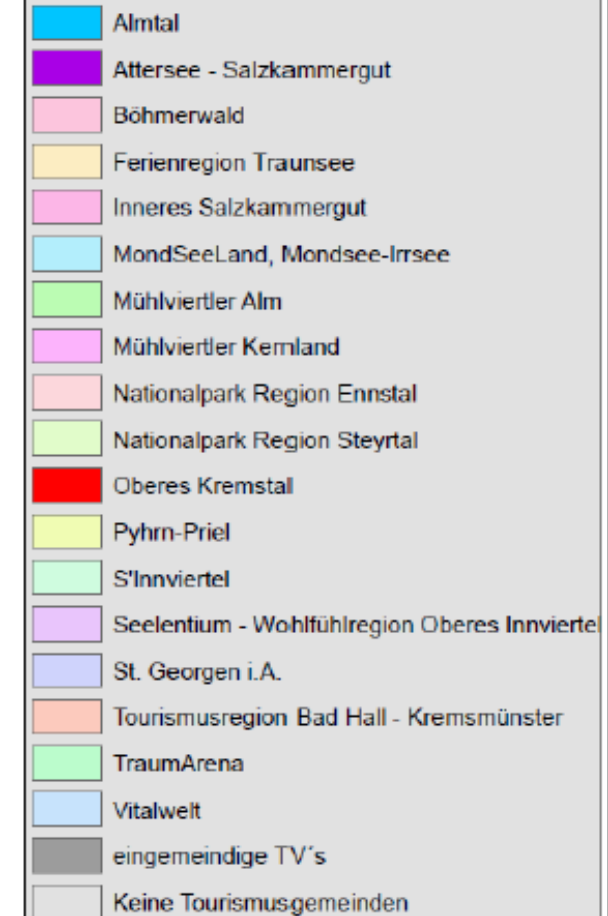 Almtal
Attersee - Salzkammergut
Böhmerwald
Ferienregion Traunsee
Inneres Salzkammergut
MondSeeLand, Mondsee-Irrsee
Mühlviertler Alm
Mühlviertler Kernland
Nationalpark Region Ennstal
Nationalpark Region Steyrtal
Oberes Kremstal
Pyhrn-Priel
S'Innviertel
Seelentium - Wohlfühlregion Oberes Innviertel
St. Georgen i.A.
Tourismusregion Bad Hall - Kremsmünster
TraumArena
Vitalwelt
eingemeindige TV´s
Keine Tourismusgemeinden